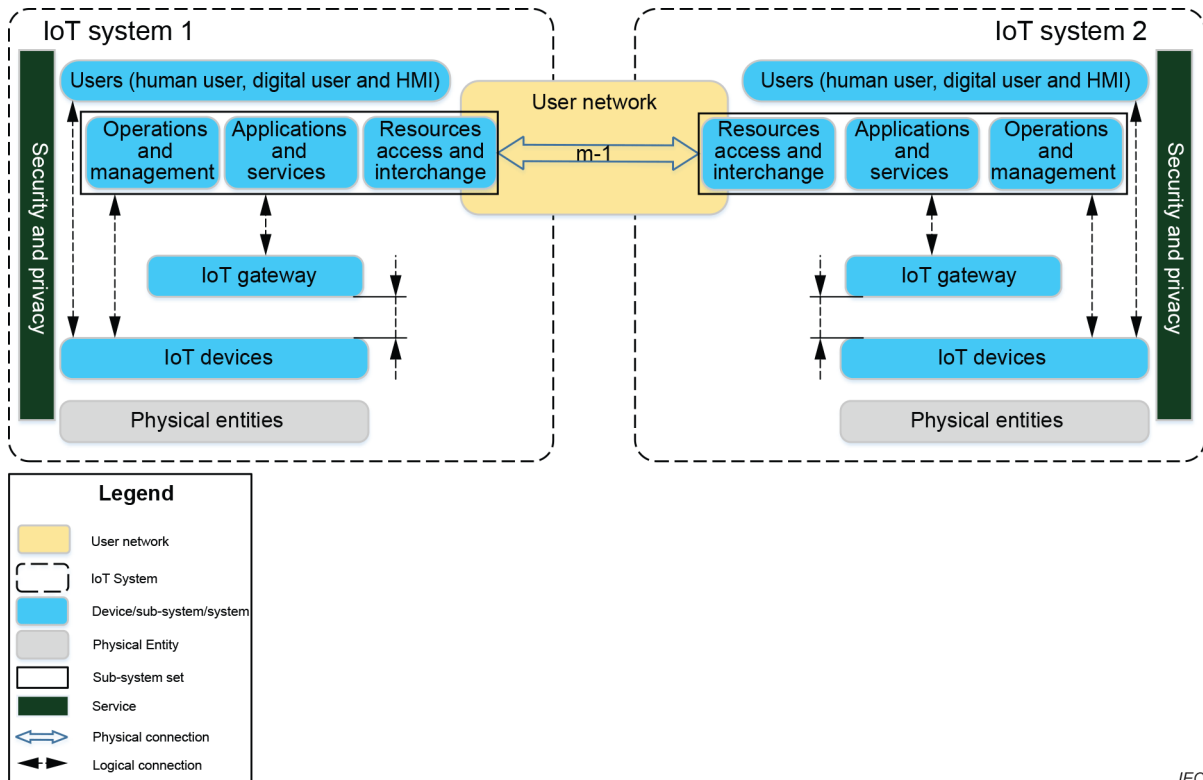 IoT system 1
Users (human user, digital user and HMI)
Operations
and
management
Applications
and
services
Resources
access and
interchange
Security and privacy
IoT gateway
IoT devices
Physical entities
User network
m-1
IoT system 2
Users (human user, digital user and HMI)
Resources
access and
interchange
Applications
and
services
Operations
and
management
Security and privacy
IoT gateway
IoT devices
Physical entities
Legend
User network
IoT System
Device/sub-system/system
Physical Entity
Sub-system set
Service
Physical connection
Logical connection
IEC